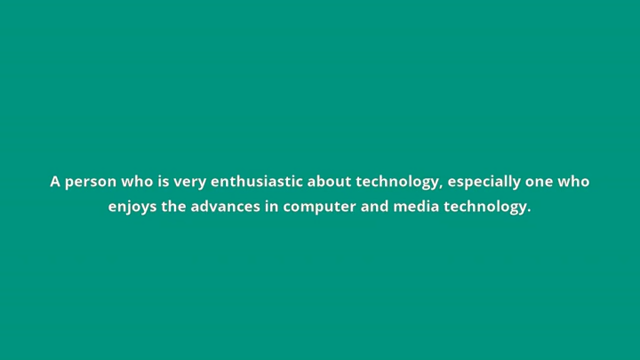 A person who is very enthusiastic about technology, especially one who
enjoys the advances in computer and media technology.